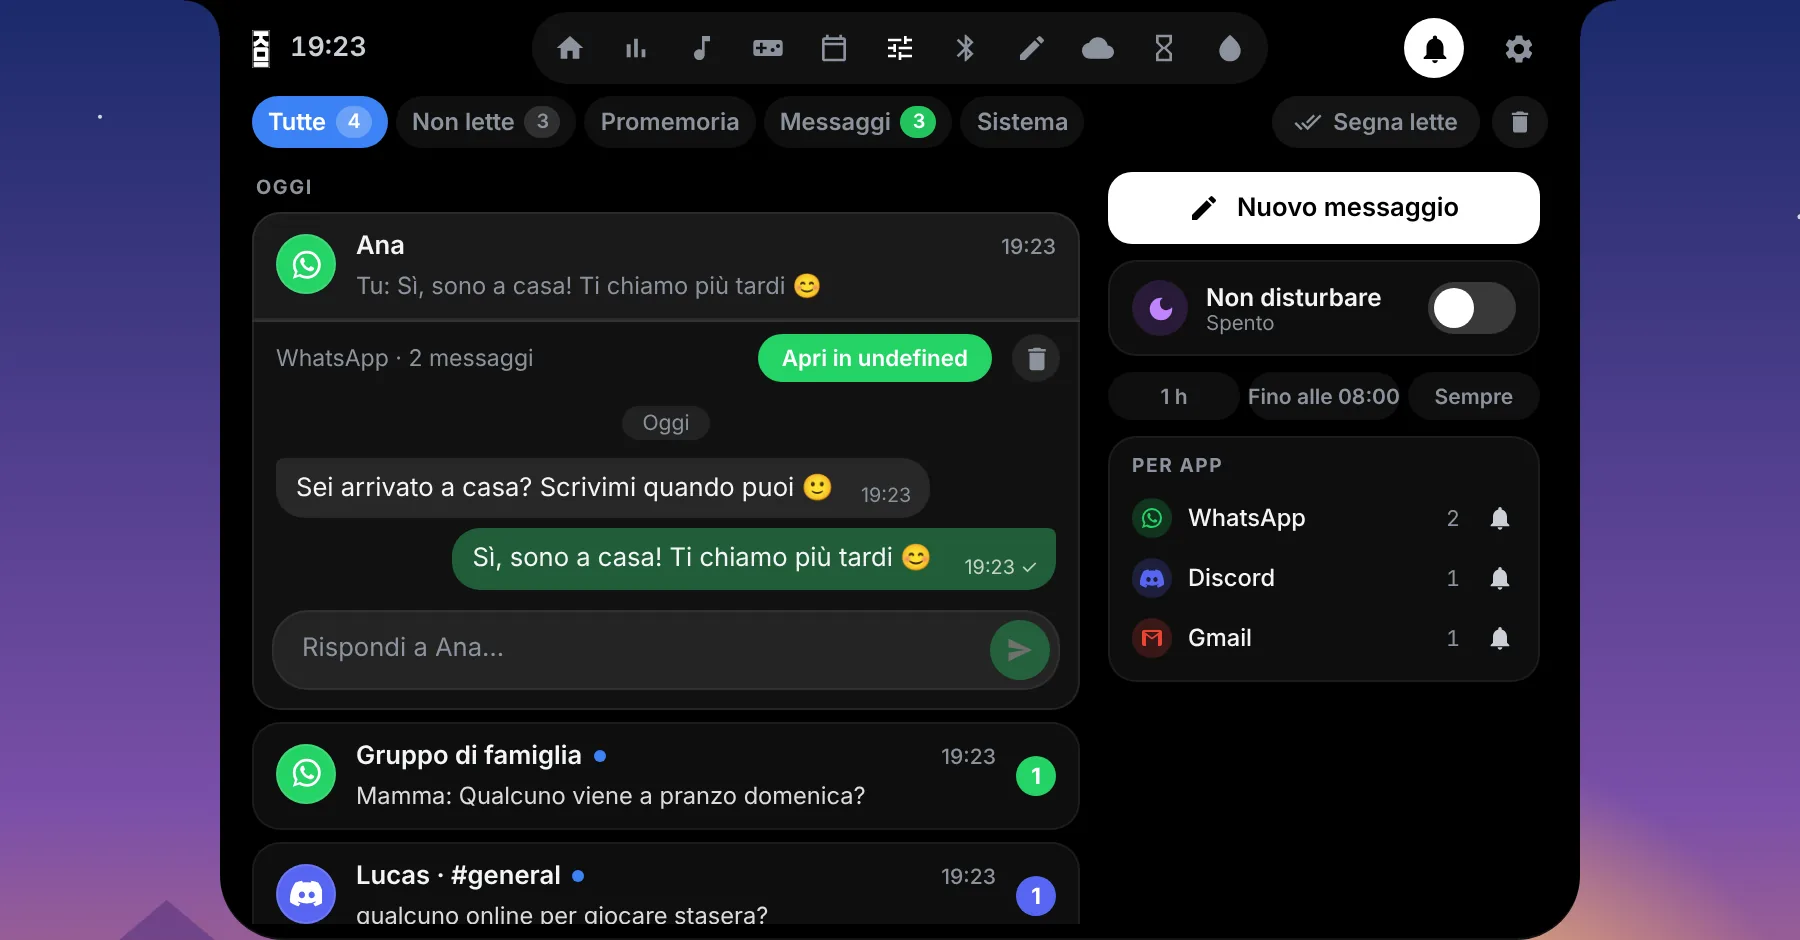 KOI
19:23
Tutte 4
Non lette 3
Promemoria
Messaggi 3
Sistema
Segna lette
OGGI
Ana
19:23
Tu: Sì, sono a casa! Ti chiamo più tardi 😊
WhatsApp · 2 messaggi
Apri in undefined
Oggi
Sei arrivato a casa? Scrivimi quando puoi 🙂 19:23
Sì, sono a casa! Ti chiamo più tardi 😊 19:23 ✓
Rispondi a Ana...
Gruppo di famiglia
19:23
1
Mamma: Qualcuno viene a pranzo domenica?
Lucas · #general
19:23
1
qualcuno online per giocare stasera?
Nuovo messaggio
Non disturbare
Spento
1 h
Fino alle 08:00
Sempre
PER APP
WhatsApp 2
Discord 1
Gmail 1